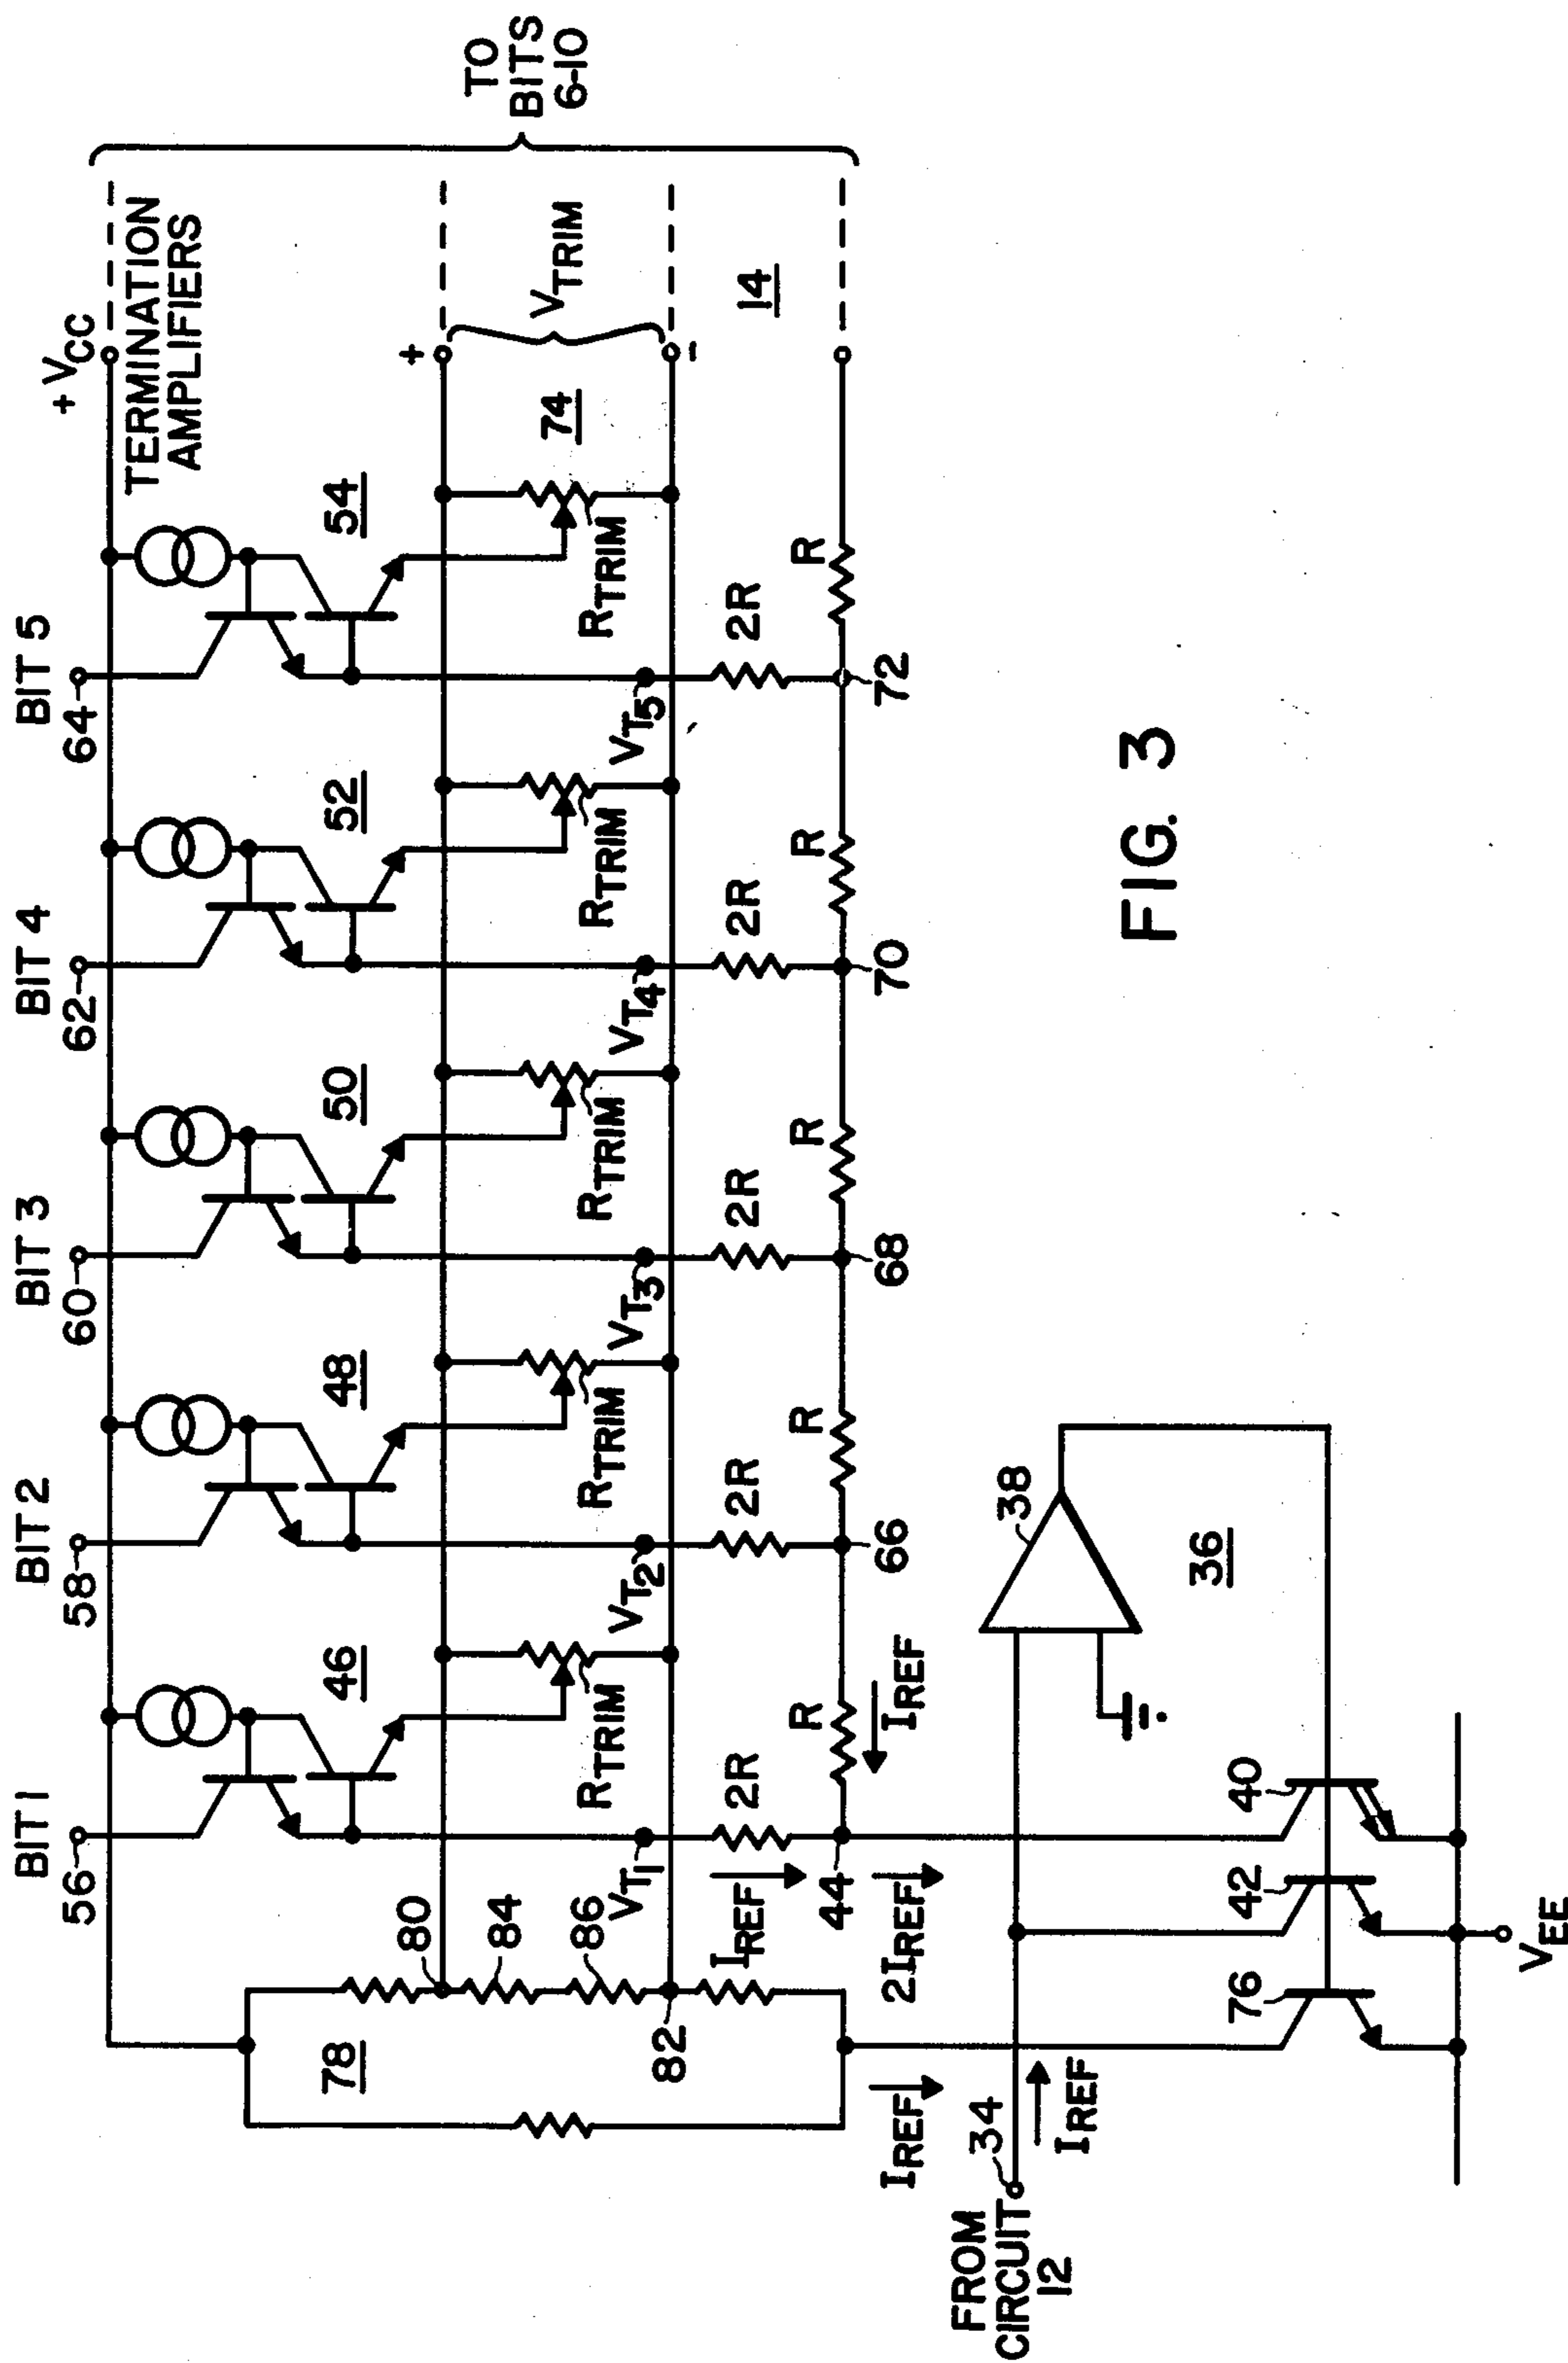 BIT 1
BIT 2
BIT 3
BIT 4
BIT 5
56
58
60
62
64
+ VCC
TERMINATION
AMPLIFIERS
46
48
50
52
54
TO
BITS
6-10
80
78
84
86
82
RTRIM
RTRIM
RTRIM
RTRIM
RTRIM
74
+
VTRIM
-
VT1
VT2
VT3
VT4
VT5
IREF
2R
2R
2R
2R
2R
14
R
R
R
R
R
44
66
68
70
72
IREF
2IREF
IREF
FROM
CIRCUIT
12
34
IREF
38
36
76
42
40
VEE
FIG. 3